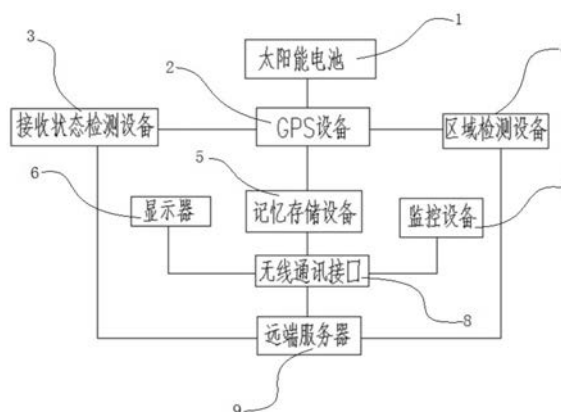 1
太阳能电池
3
2
接收状态检测设备
GPS设备
区域检测设备
5
6
显示器
记忆存储设备
监控设备
无线通讯接口
8
远端服务器
9